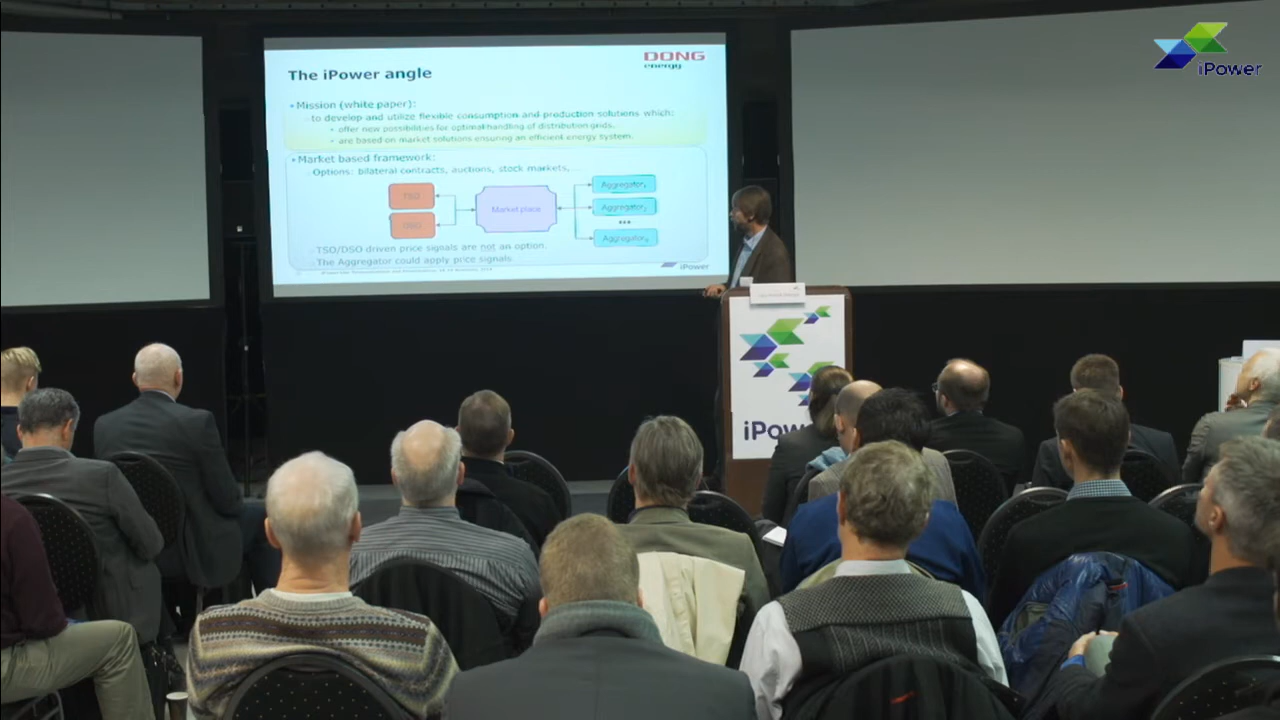 DONG
energy
The iPower angle
• Mission (white paper):
to develop and utilize flexible consumption and production solutions which:
• offer new possibilities for optimal handling of distribution grids.
• are based on market solutions ensuring an efficient energy system.
• Market based framework:
Options: bilateral contracts, auctions, stock markets, ...
TSO
DSO
Market place
Aggregator₁
Aggregator₂
•••
Aggregator
TSO/DSO driven price signals are not an option.
The Aggregator could apply price signals.
iPower
iPower
iPow